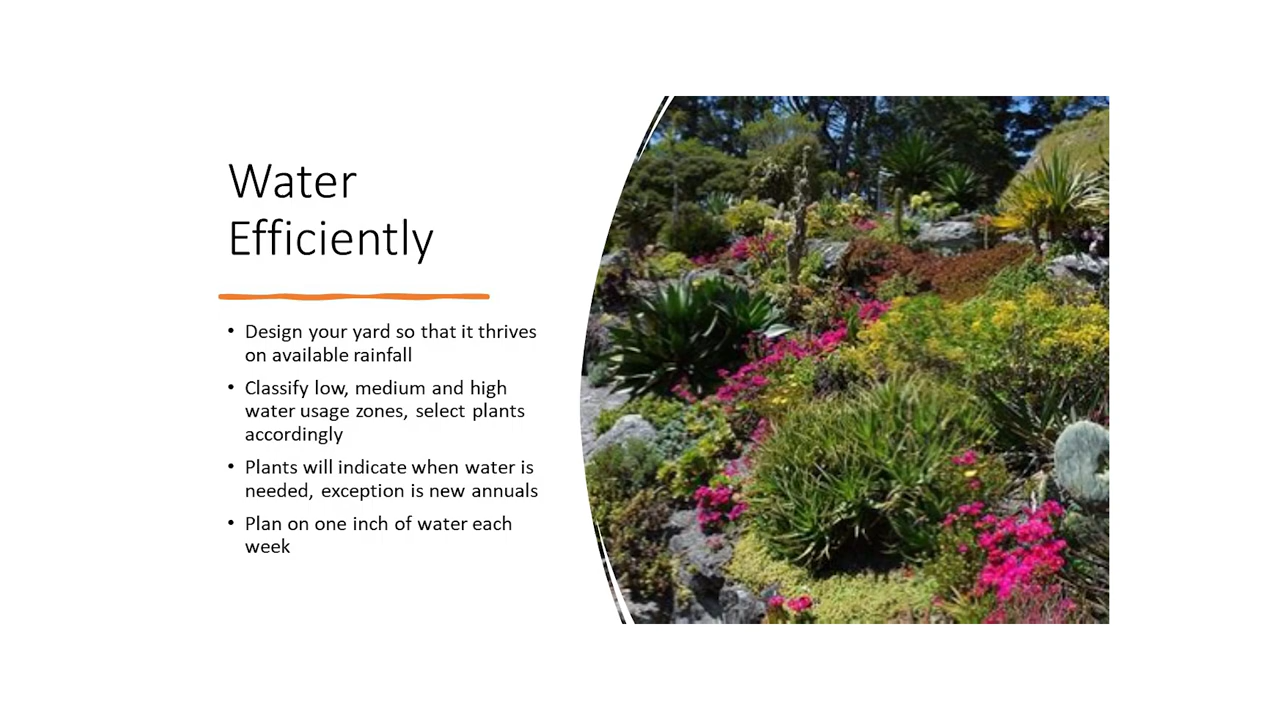 Water
Efficiently
• Design your yard so that it thrives
on available rainfall
• Classify low, medium and high
water usage zones, select plants
accordingly
• Plants will indicate when water is
needed, exception is new annuals
• Plan on one inch of water each
week